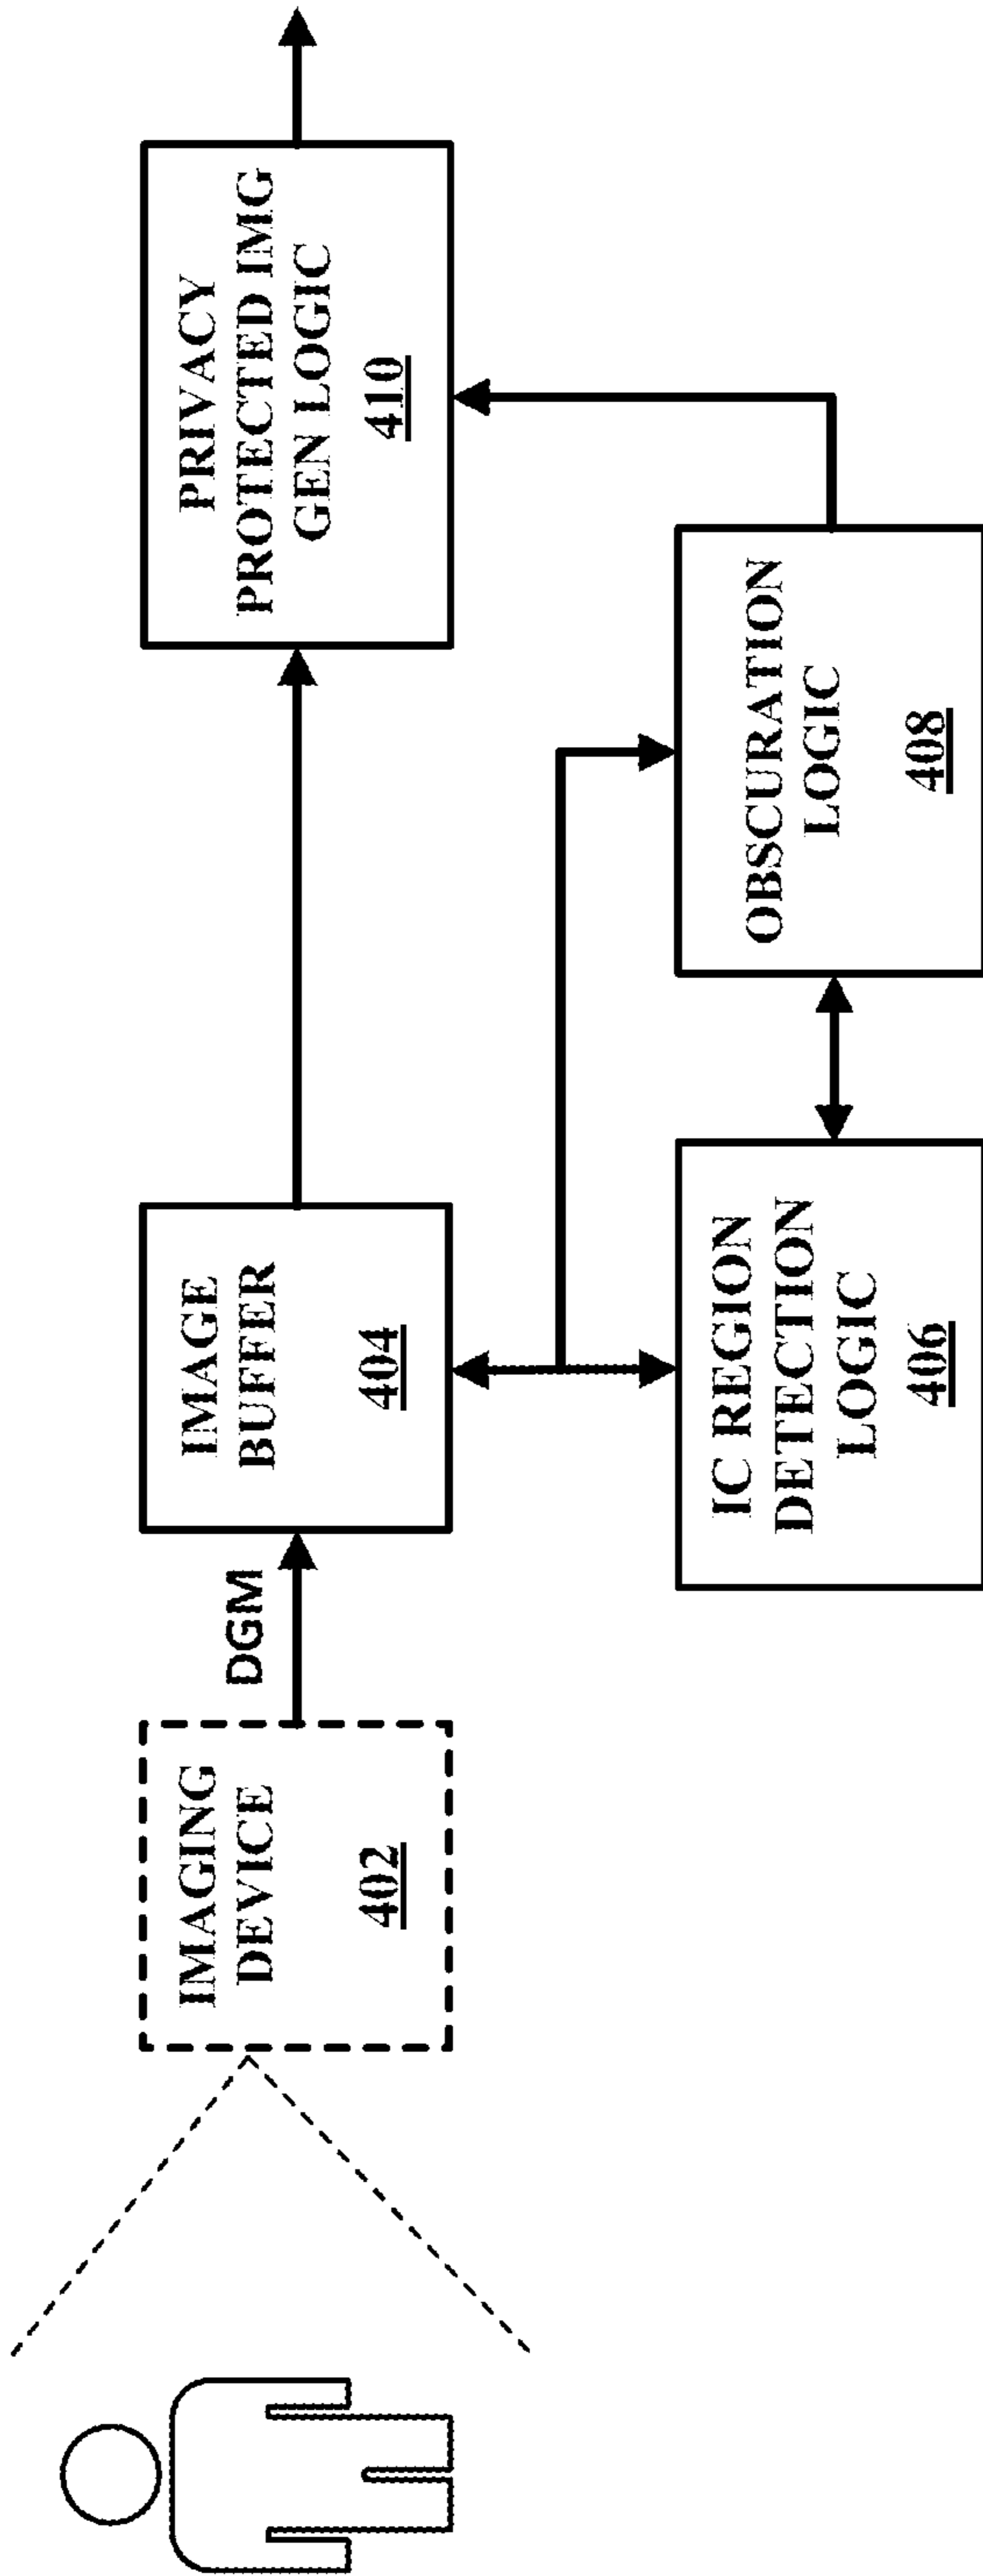 IMAGING
DEVICE
402
DGM
IMAGE
BUFFER
404
PRIVACY
PROTECTED IMG
GEN LOGIC
410
IC REGION
DETECTION
LOGIC
406
OBSCURATION
LOGIC
408